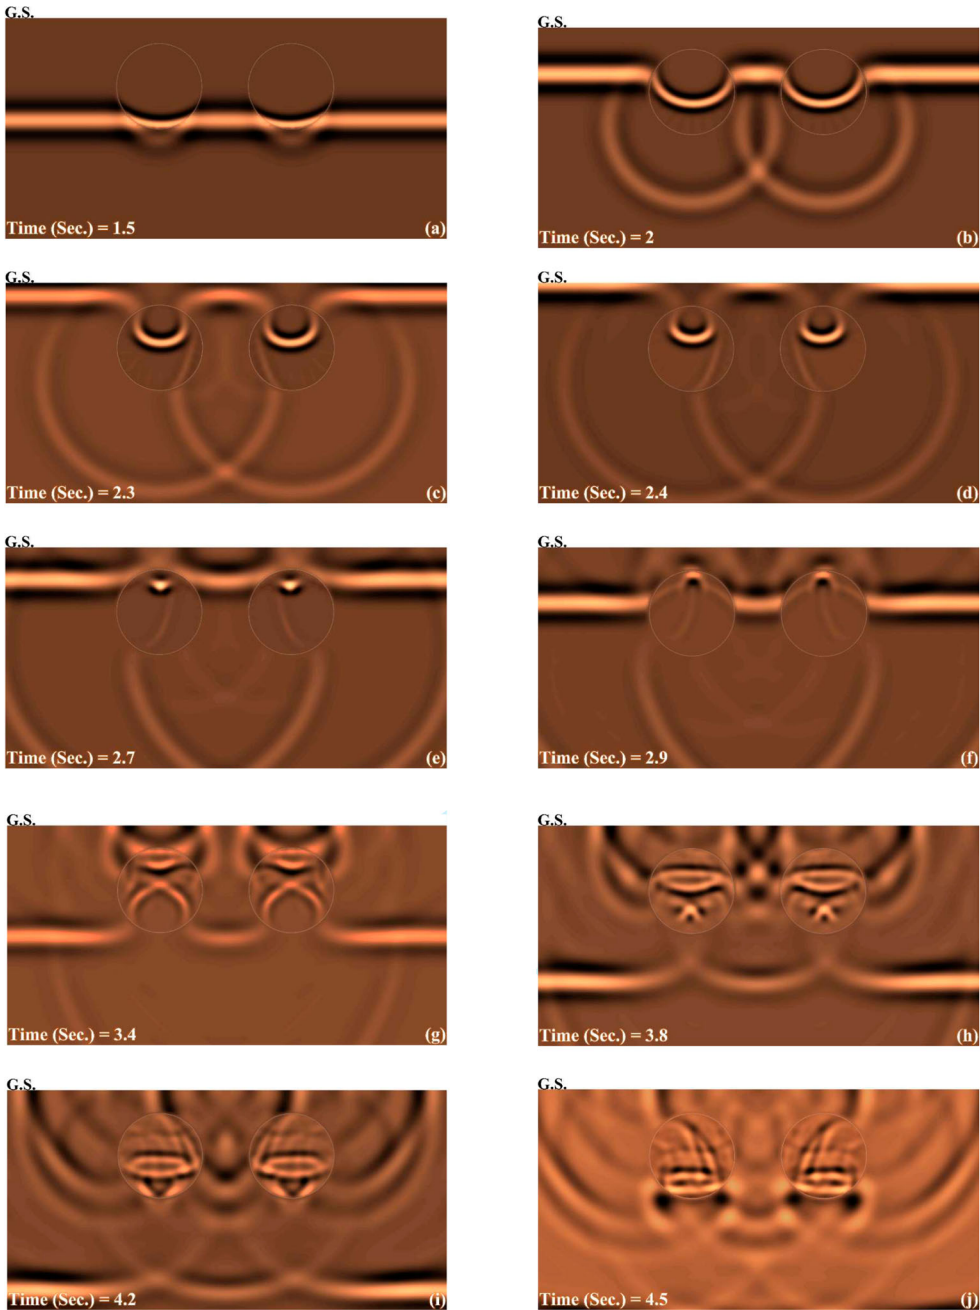 G.S.
G.S.
Time (Sec.) = 1.5 (a)
Time (Sec.) = 2 (b)
G.S.
G.S.
Time (Sec.) = 2.3 (c)
Time (Sec.) = 2.4 (d)
G.S.
G.S.
Time (Sec.) = 2.7 (e)
Time (Sec.) = 2.9 (f)
G.S.
G.S.
Time (Sec.) = 3.4 (g)
Time (Sec.) = 3.8 (h)
G.S.
G.S.
Time (Sec.) = 4.2 (i)
Time (Sec.) = 4.5 (j)